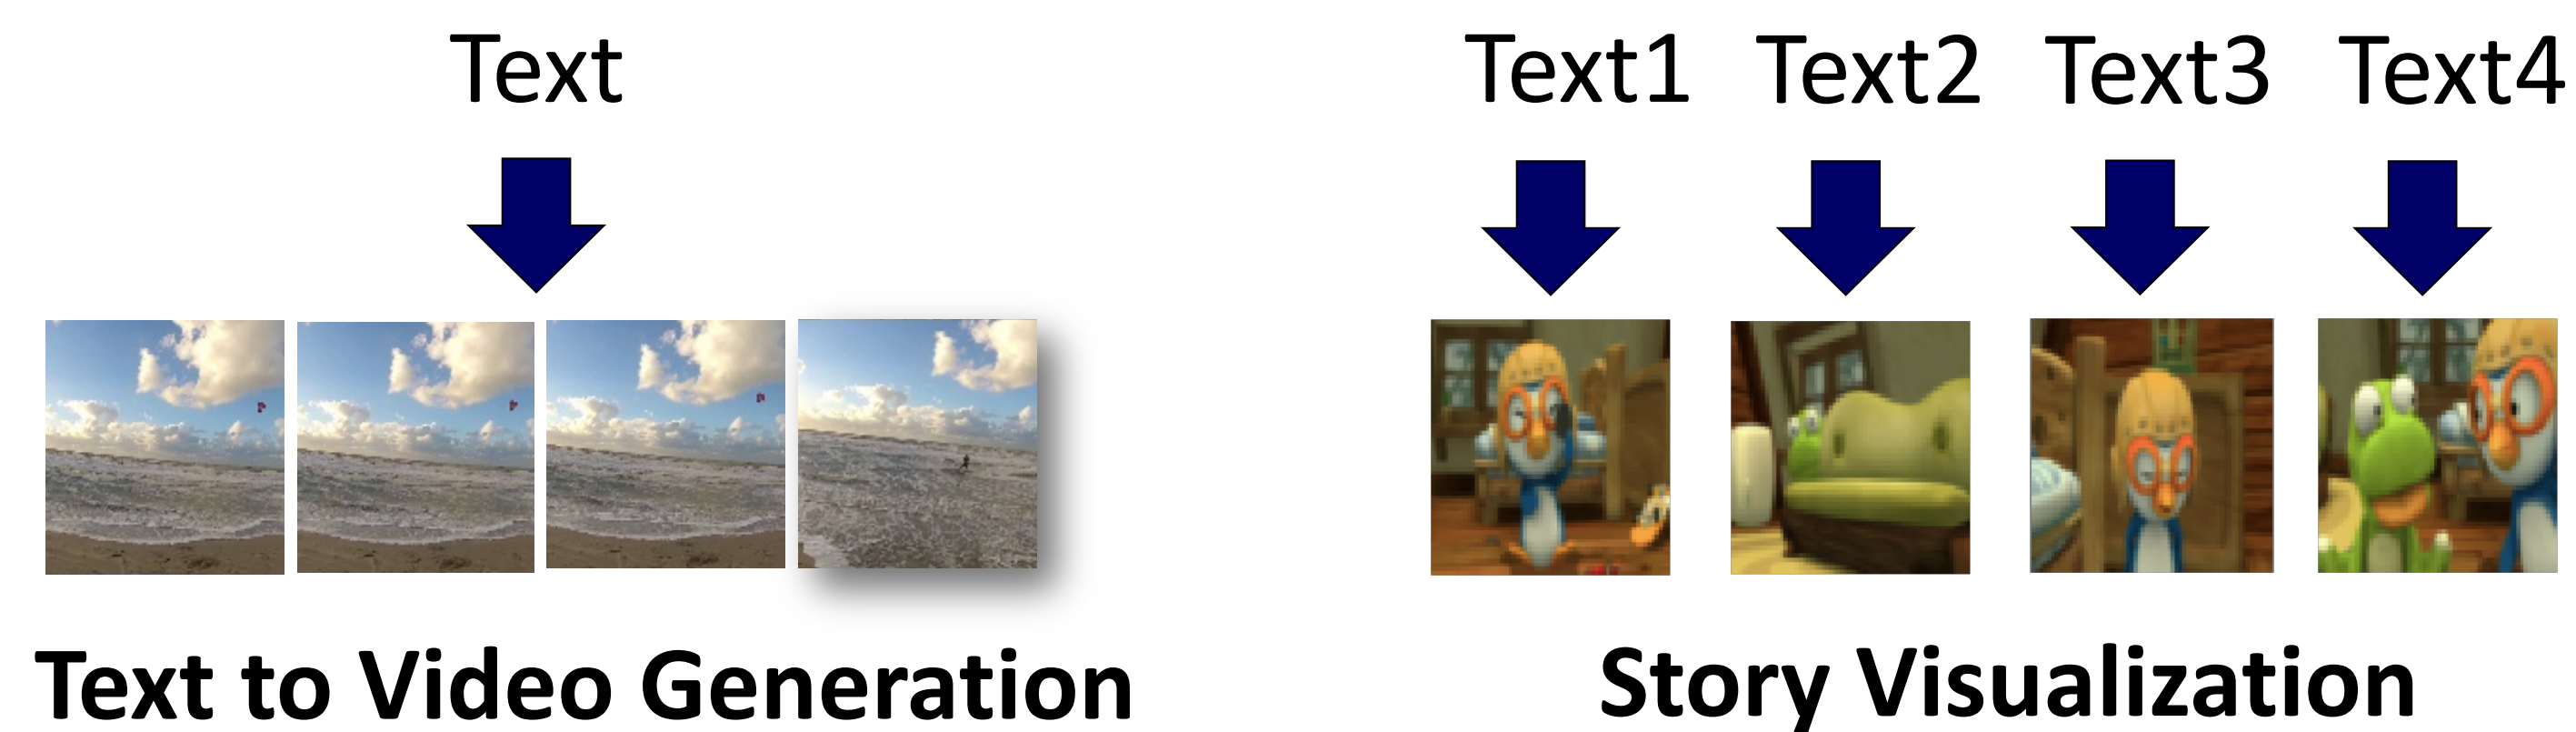 Text
Text1 Text2 Text3 Text4
Text to Video Generation
Story Visualization